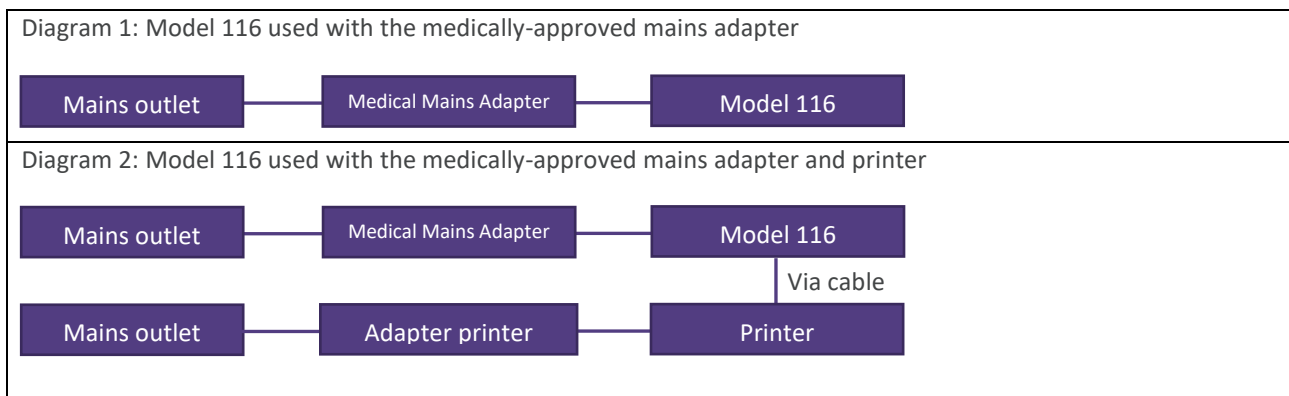 Diagram 1: Model 116 used with the medically-approved mains adapter
Mains outlet Medical Mains Adapter Model 116
Diagram 2: Model 116 used with the medically-approved mains adapter and printer
Mains outlet Medical Mains Adapter Model 116
Via cable
Mains outlet Adapter printer Printer